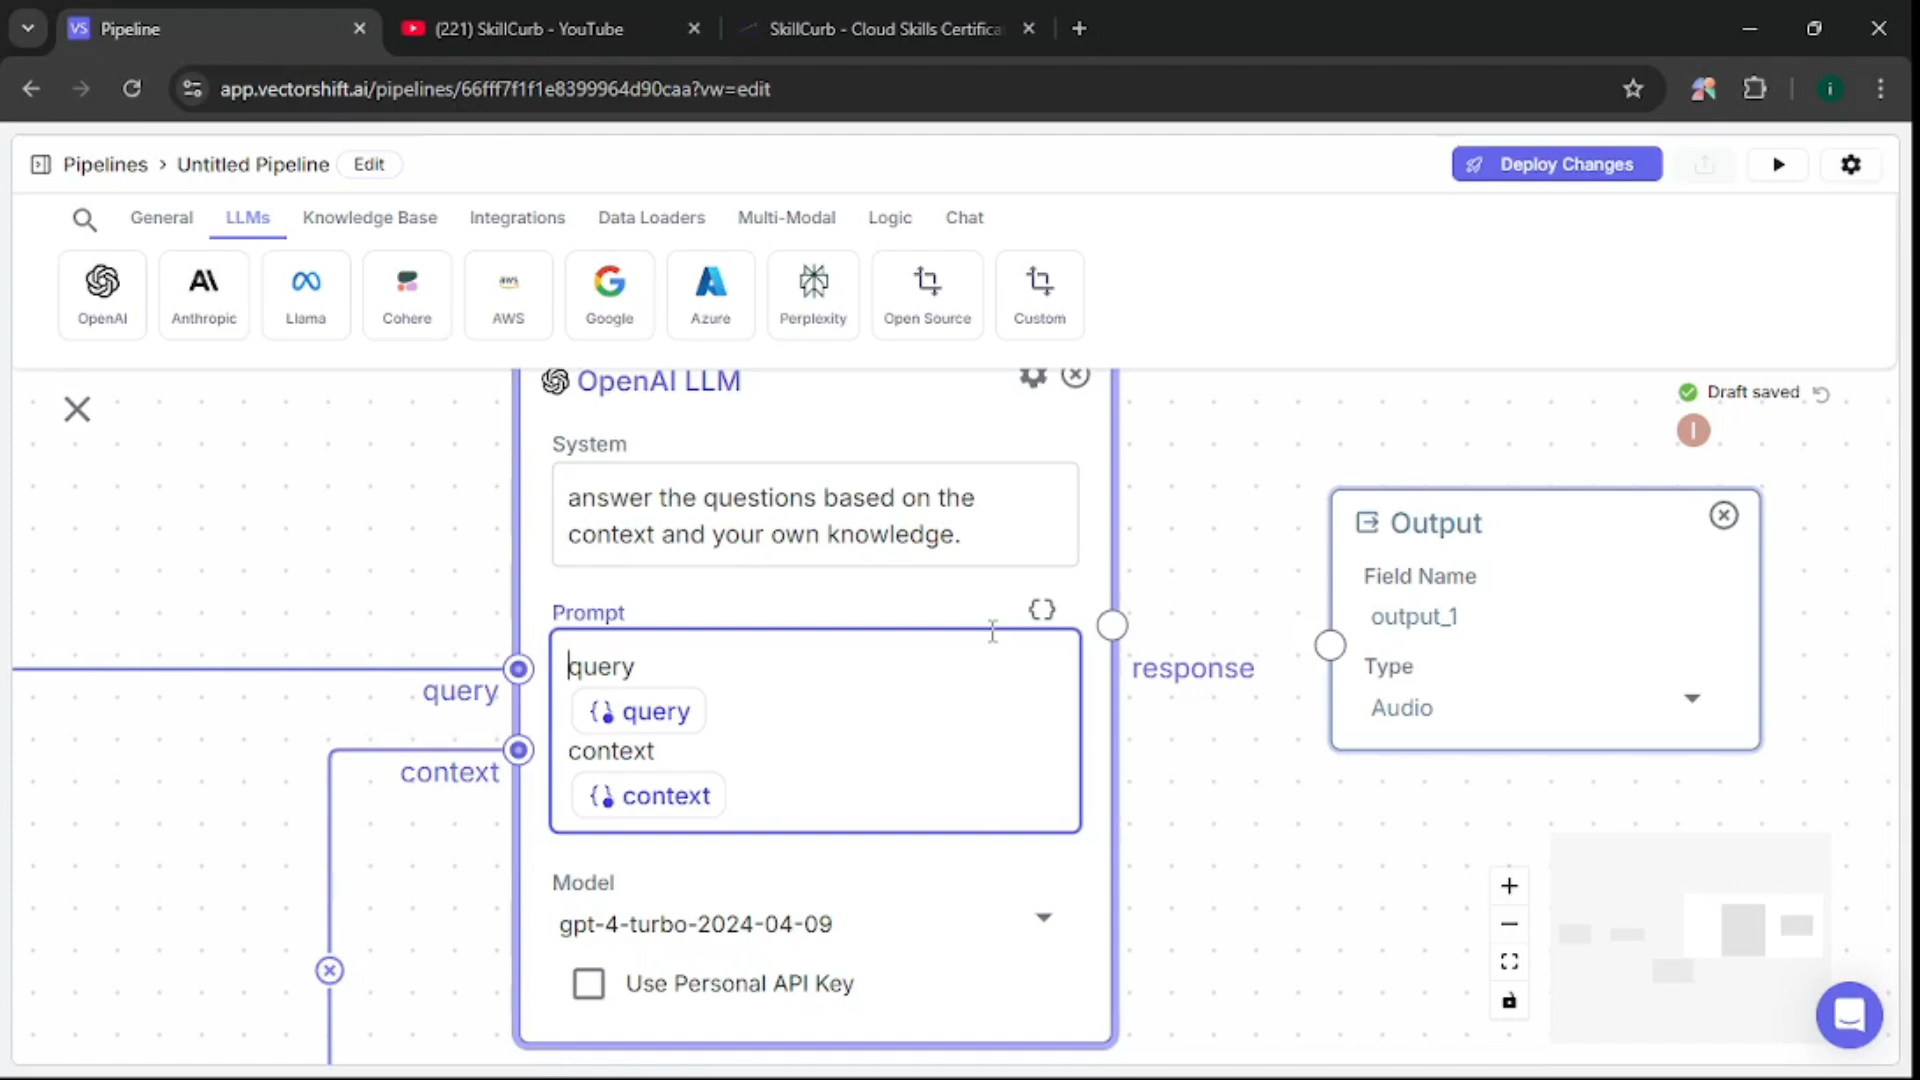 VS Pipeline
(221) SkillCurb - YouTube
SkillCurb - Cloud Skills Certifica
app.vectorshift.ai/pipelines/66fff7f1f1e8399964d90caa?vw=edit
i
Pipelines > Untitled Pipeline Edit
Deploy Changes
General LLMs Knowledge Base Integrations Data Loaders Multi-Modal Logic Chat
aws
OpenAI Anthropic Llama Cohere AWS Google Azure Perplexity Open Source Custom
OpenAI LLM
Draft saved
I
System
answer the questions based on the
context and your own knowledge.
Output
Field Name
output_1
Type
Audio
Prompt
query
query
context
context
query
context
response
Model
gpt-4-turbo-2024-04-09
Use Personal API Key